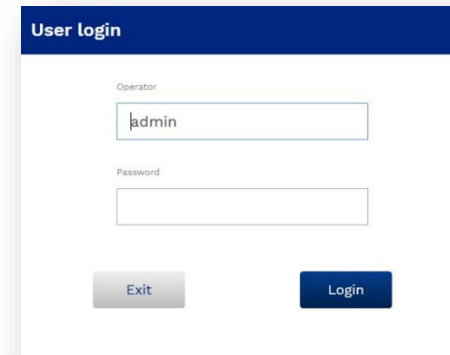 User login
Operator
admin
Password
Exit
Login